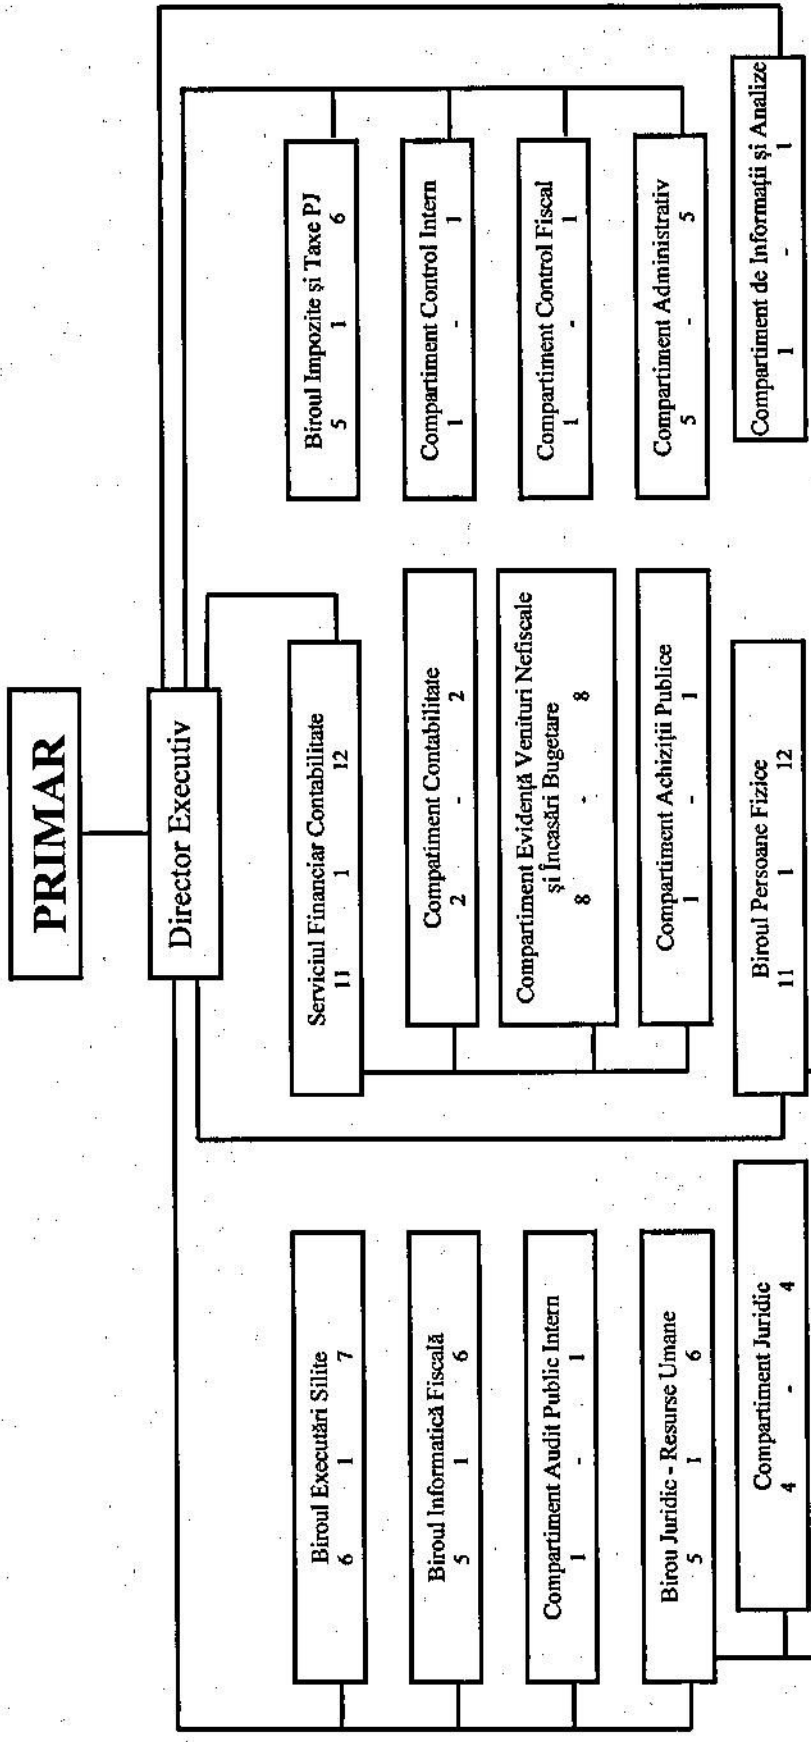 PRIMAR
Director Executiv
Biroul Executări Silite
6 1 7
Biroul Informatică Fiscală
5 1 6
Compartiment Audit Public Intern
1 - 1
Birou Juridic - Resurse Umane
5 1 6
Compartiment Juridic
4 - 4
Serviciul Financiar Contabilitate
11 1 12
Compatiment Contabilitate
2 - 2
Compartiment Evidență Venituri Nefiscale
și Încasări Bugetare
8 - 8
Compartiment Achiziții Publice
1 - 1
Biroul Persoane Fizice
11 1 12
Biroul Impozite și Taxe PJ
5 1 6
Compartiment Control Intern
1 - 1
Compartiment Control Fiscal
1 - 1
Compartiment Administrativ
5 - 5
Compartiment de Informații și Analize
1 - 1